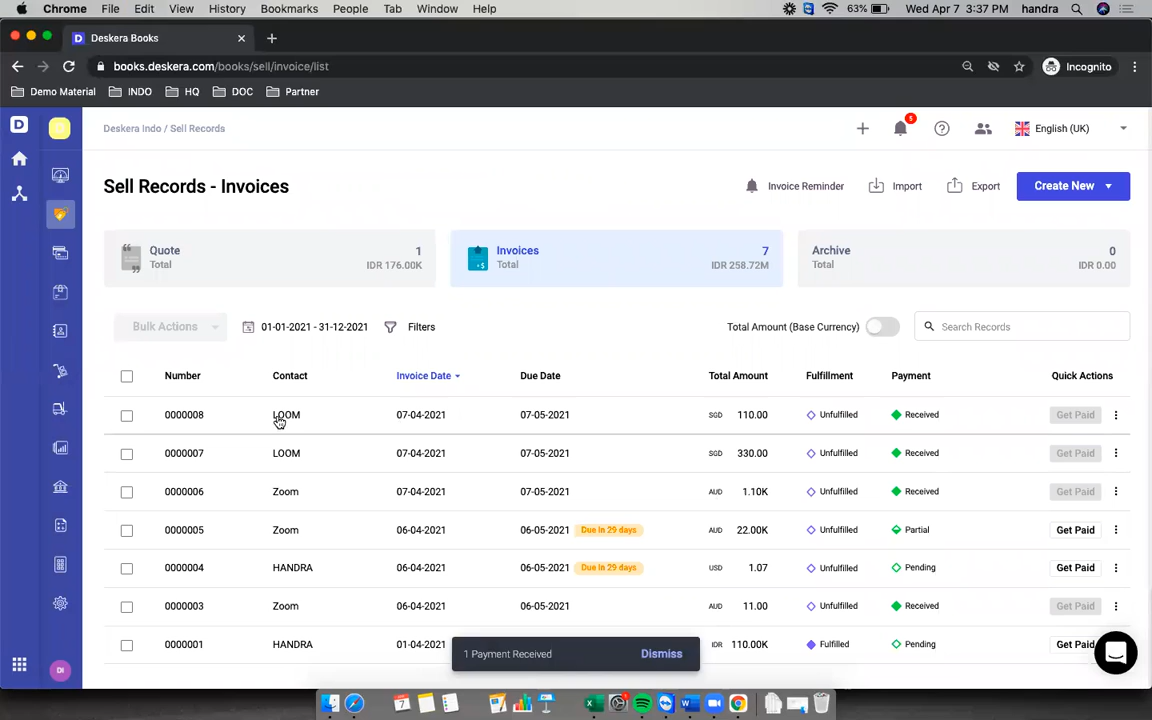 Chrome File Edit View History Bookmarks People Tab Window Help 63% Wed Apr 7 3:37 PM handra
D Deskera Books
books.deskera.com/books/sell/invoice/list Incognito
Demo Material INDO HQ DOC Partner
D Deskera Indo / Sell Records 5 English (UK)
Sell Records - Invoices Invoice Reminder Import Export Create New
Quote 1 Invoices 7 Archive 0
Total IDR 176.00K Total IDR 258.72M Total IDR 0.00
Bulk Actions 01-01-2021 - 31-12-2021 Filters Total Amount (Base Currency) Search Records
Number Contact Invoice Date Due Date Total Amount Fulfillment Payment Quick Actions
0000008 LOOM 07-04-2021 07-05-2021 SGD 110.00 Unfulfilled Received Get Paid
0000007 LOOM 07-04-2021 07-05-2021 SGD 330.00 Unfulfilled Received Get Paid
0000006 Zoom 07-04-2021 07-05-2021 AUD 1.10K Unfulfilled Received Get Paid
0000005 Zoom 06-04-2021 06-05-2021 Due in 29 days AUD 22.00K Unfulfilled Partial Get Paid
0000004 HANDRA 06-04-2021 06-05-2021 Due in 29 days USD 1.07 Unfulfilled Pending Get Paid
0000003 Zoom 06-04-2021 06-05-2021 AUD 11.00 Unfulfilled Received Get Paid
0000001 HANDRA 01-04-2021 IDR 110.00K Fulfilled Pending Get Paid
1 Payment Received Dismiss
DI